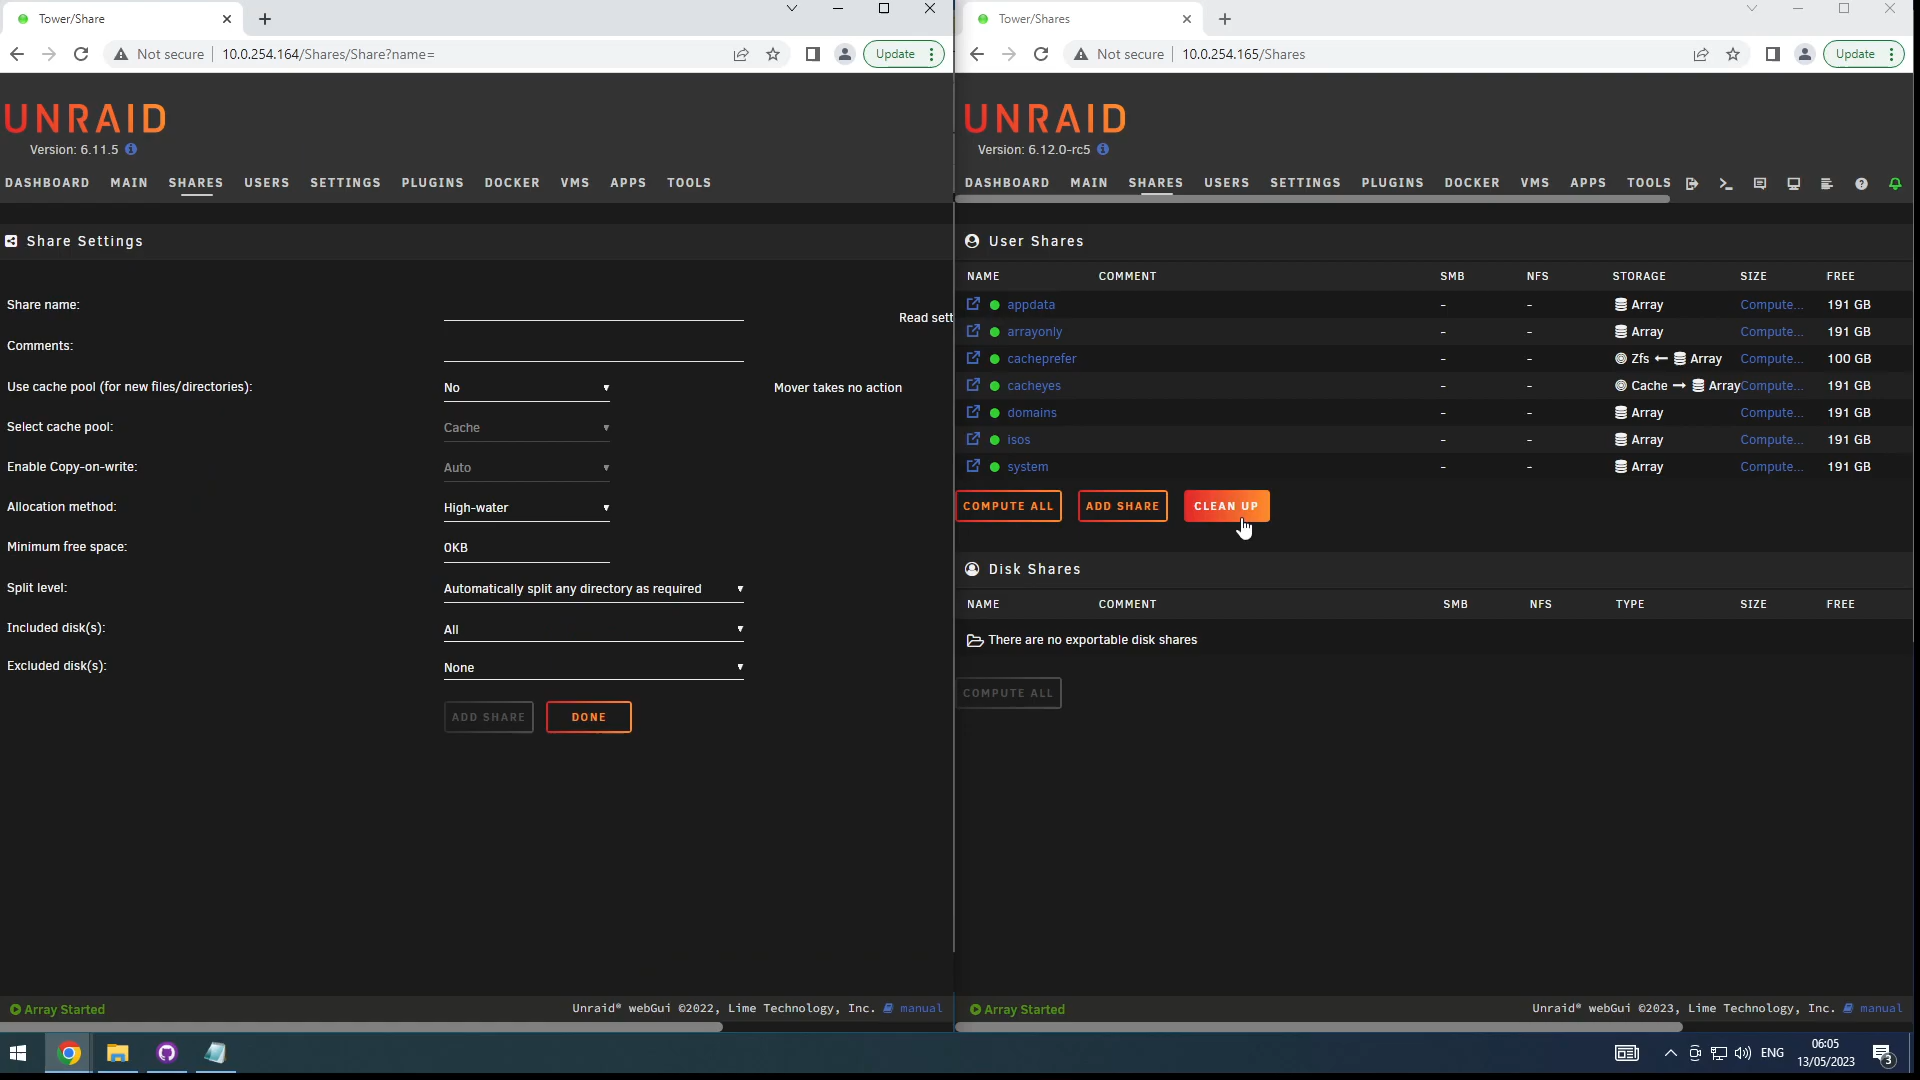 Tower/Share
Not secure
10.0.254.164/Shares/Share?name=
Update
UNRAID
Version: 6.11.5
DASHBOARD MAIN SHARES USERS SETTINGS PLUGINS DOCKER VMS APPS TOOLS
Share Settings
Share name:
Read sett
Comments:
Use cache pool (for new files/directories):
No
Mover takes no action
Select cache pool:
Cache
Enable Copy-on-write:
Auto
Allocation method:
High-water
Minimum free space:
0KB
Split level:
Automatically split any directory as required
Included disk(s):
All
Excluded disk(s):
None
ADD SHARE
DONE
Array Started
Unraid® webGui ©2022, Lime Technology, Inc. manual
Tower/Shares
Not secure
10.0.254.165/Shares
Update
UNRAID
Version: 6.12.0-rc5
DASHBOARD MAIN SHARES USERS SETTINGS PLUGINS DOCKER VMS APPS TOOLS
User Shares
NAME COMMENT SMB NFS STORAGE SIZE FREE
appdata - - Array Compute... 191 GB
arrayonly - - Array Compute... 191 GB
cacheprefer - - Zfs ← Array Compute... 100 GB
cacheyes - - Cache → Array Compute... 191 GB
domains - - Array Compute... 191 GB
isos - - Array Compute... 191 GB
system - - Array Compute... 191 GB
COMPUTE ALL
ADD SHARE
CLEAN UP
Disk Shares
NAME COMMENT SMB NFS TYPE SIZE FREE
There are no exportable disk shares
COMPUTE ALL
Array Started
Unraid® webGui ©2023, Lime Technology, Inc. manual
ENG
06:05
13/05/2023
3